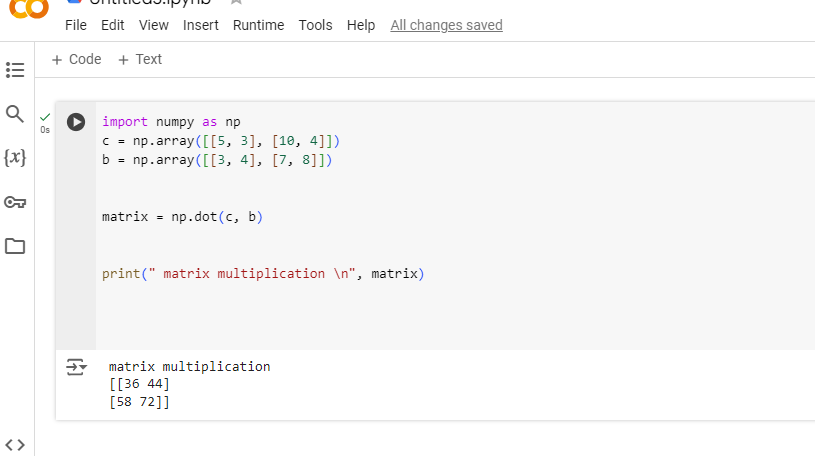 File Edit View Insert Runtime Tools Help All changes saved
+ Code + Text
0s
import numpy as np
c = np.array([[5, 3], [10, 4]])
b = np.array([[3, 4], [7, 8]])
matrix = np.dot(c, b)
print(" matrix multiplication \n", matrix)
matrix multiplication
[[36 44]
[58 72]]
{x}